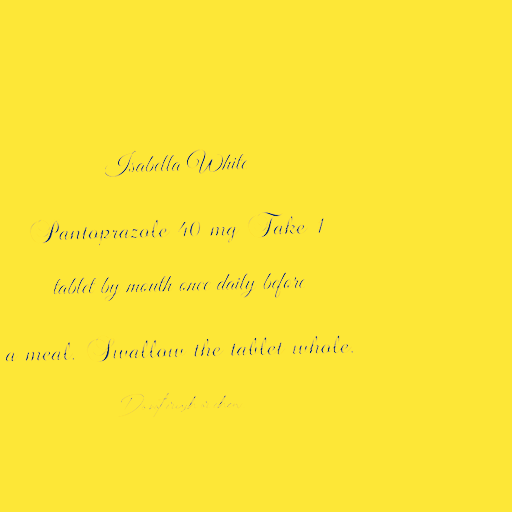 Isabella White
Pantoprazole 40 mg Take 1
tablet by mouth once daily before
a meal. Swallow the tablet whole.